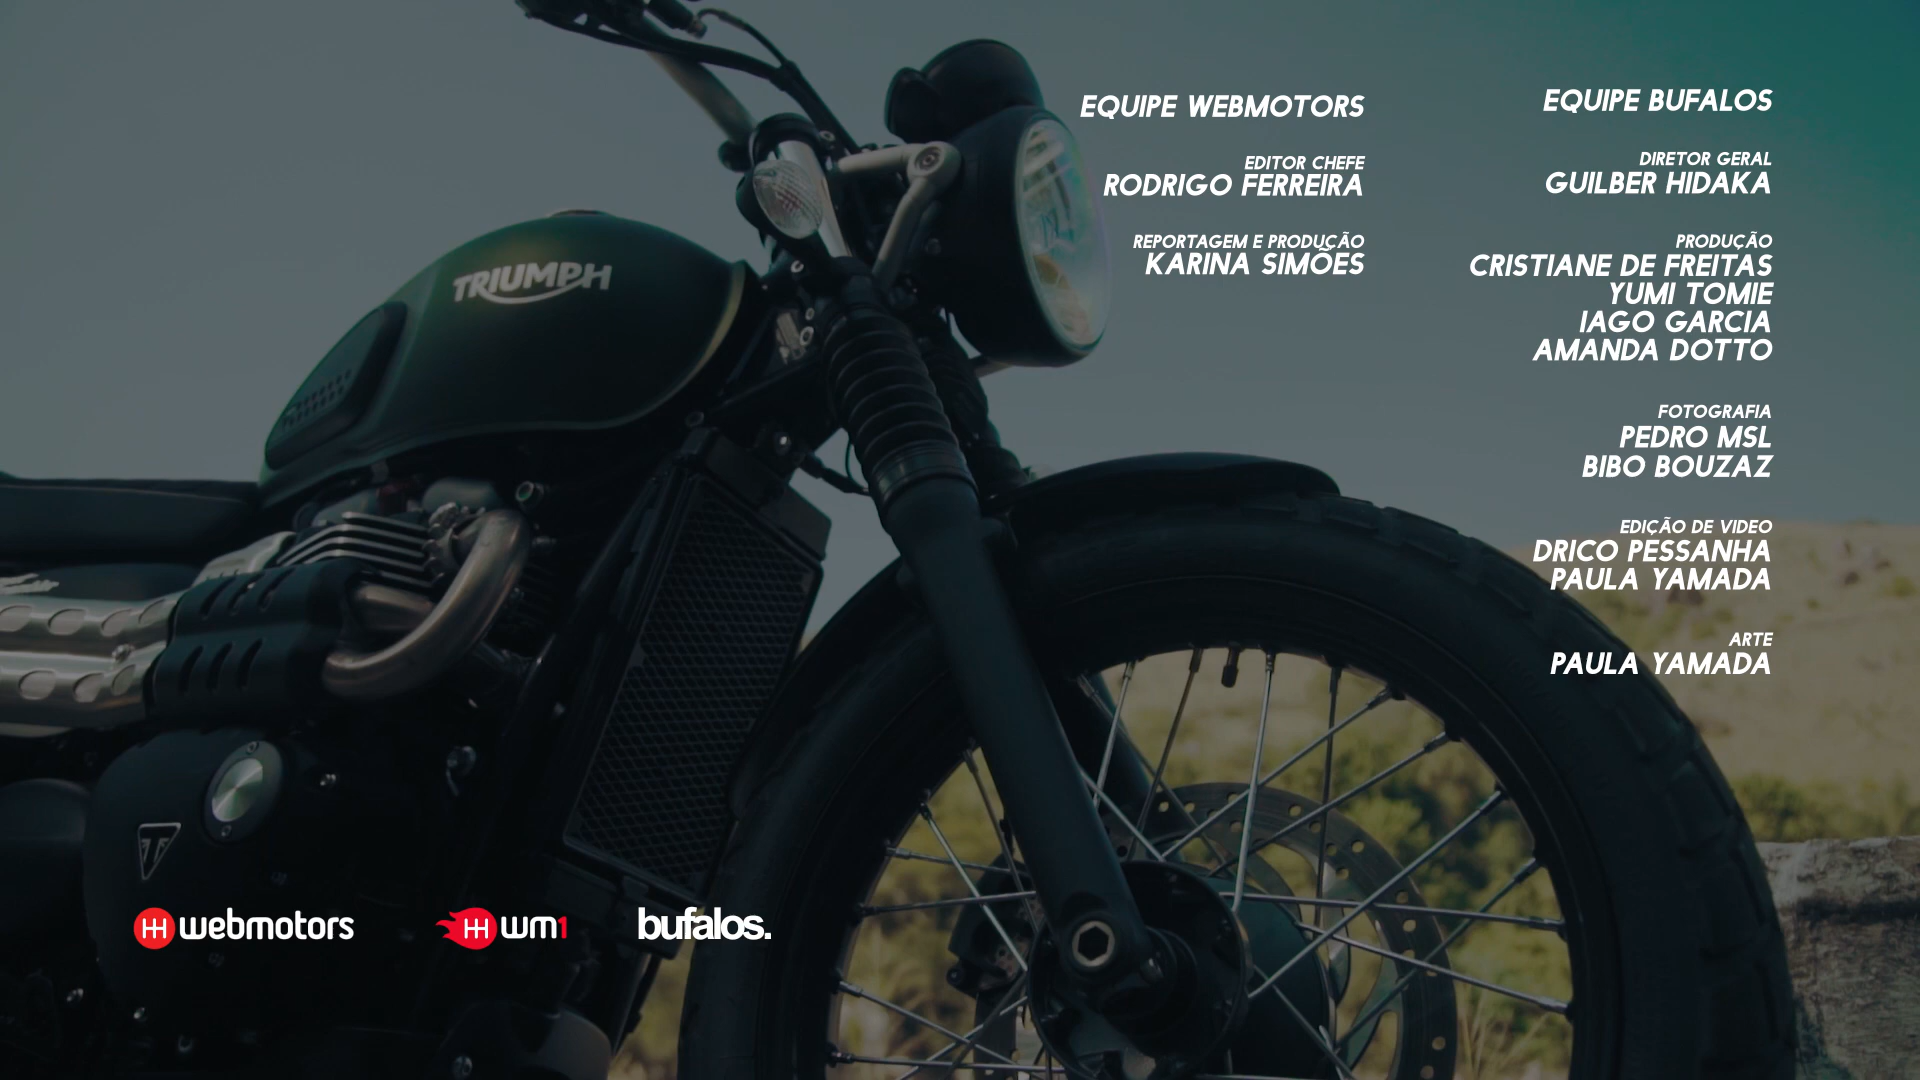 TRIUMPH
EQUIPE WEBMOTORS
EDITOR CHEFE
RODRIGO FERREIRA
REPORTAGEM E PRODUÇÃO
KARINA SIMÕES
EQUIPE BUFALOS
DIRETOR GERAL
GUILBER HIDAKA
PRODUÇÃO
CRISTIANE DE FREITAS
YUMI TOMIE
IAGO GARCIA
AMANDA DOTTO
FOTOGRAFIA
PEDRO MSL
BIBO BOUZAZ
EDIÇÃO DE VIDEO
DRICO PESSANHA
PAULA YAMADA
ARTE
PAULA YAMADA
webmotors
WM1
bufalos.